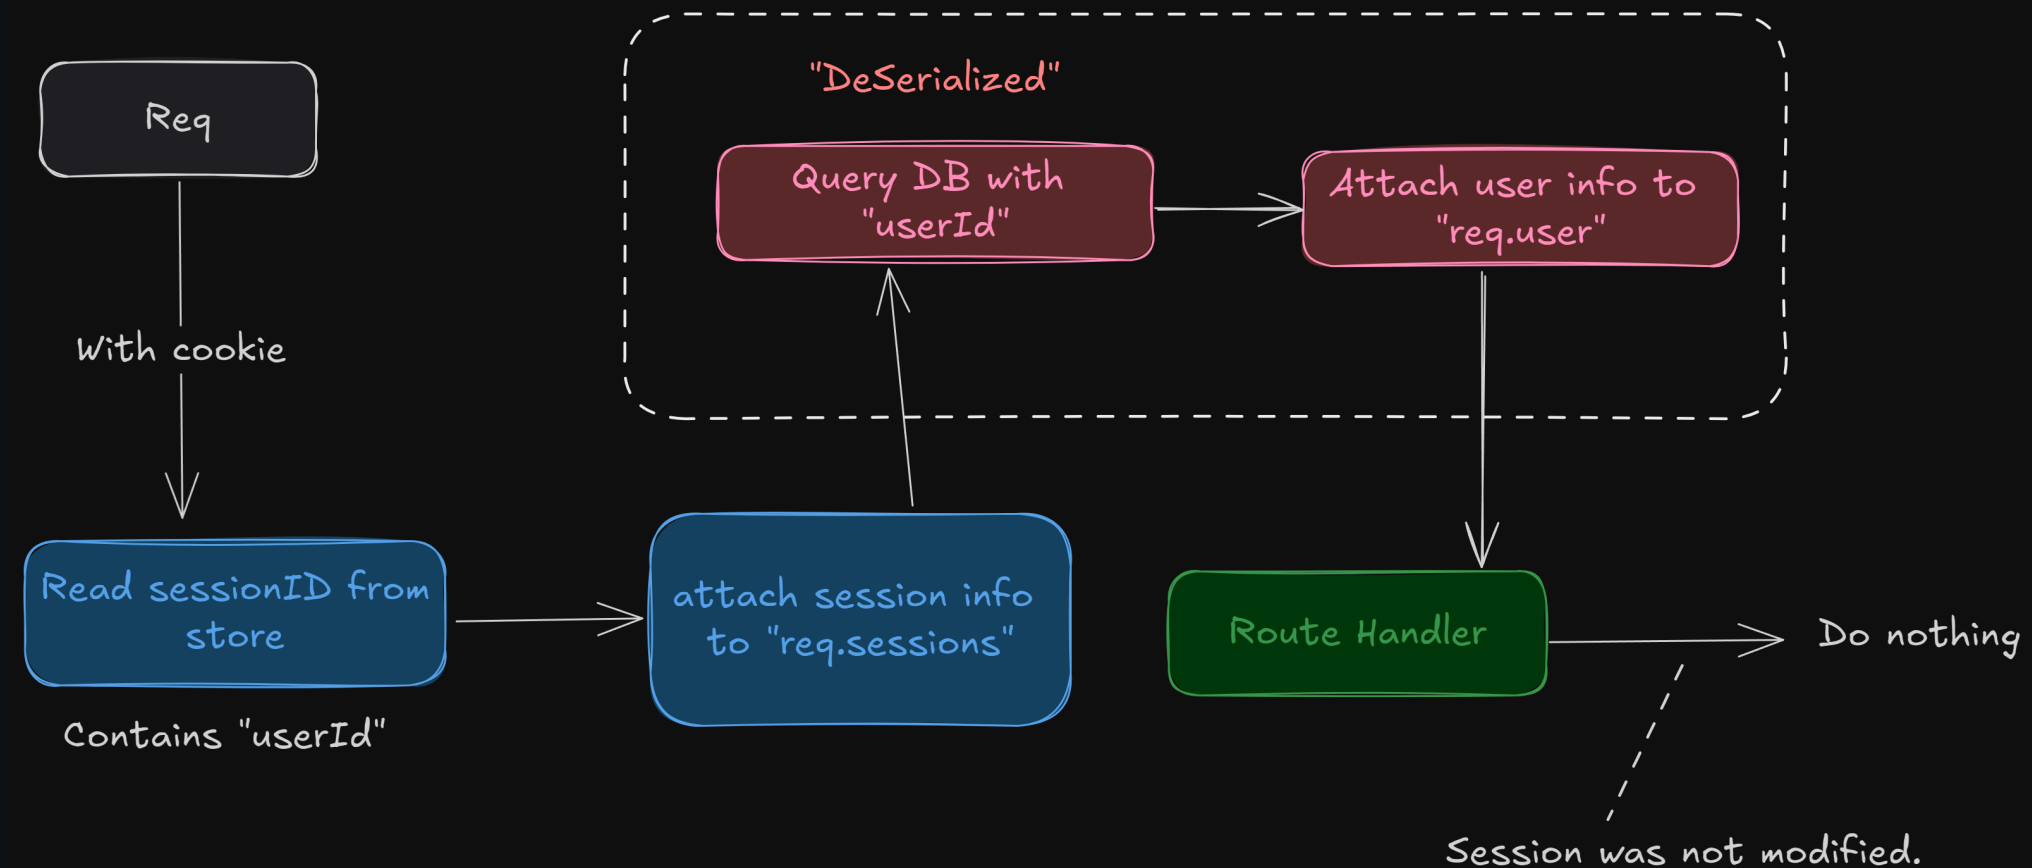 Req
With cookie
Read sessionID from
store
Contains "userId"
attach session info
to "req.sessions"
"DeSerialized"
Query DB with
"userId"
Attach user info to
"req.user"
Route Handler
Do nothing
Session was not modified.